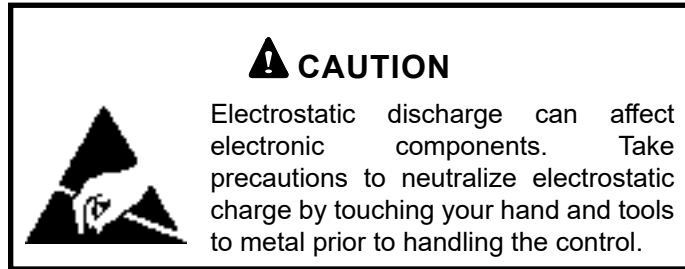 CAUTION
Electrostatic discharge can affect
electronic components. Take
precautions to neutralize electrostatic
charge by touching your hand and tools
to metal prior to handling the control.